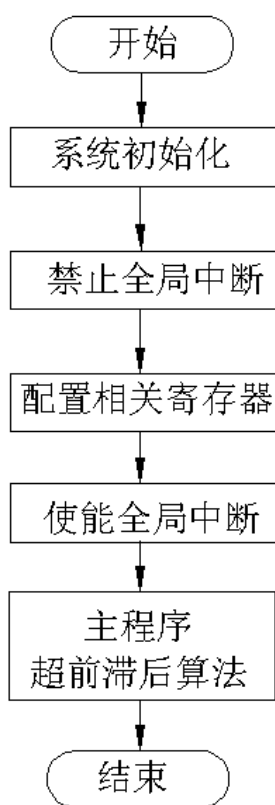 开始
系统初始化
禁止全局中断
配置相关寄存器
使能全局中断
主程序
超前滞后算法
结束